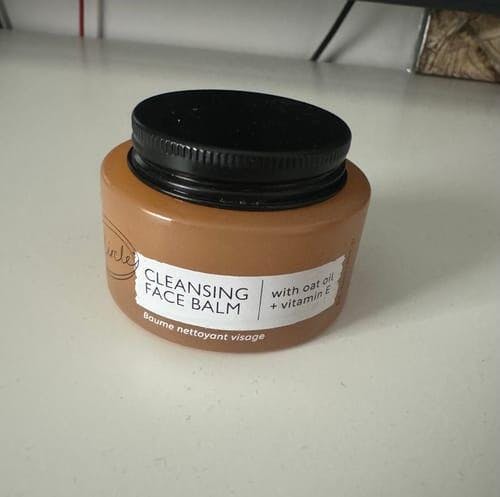 CLEANSING
FACE BALM
with oat oil
+ vitamin E
Baume nettoyant visage